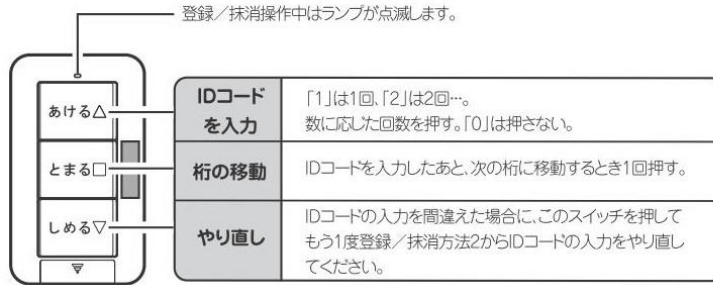 登録／抹消操作中はランプが点滅します。
あける△
IDコード
を入力
「1」は1回、「2」は2回…。
数に応じた回数を押す。「0」は押さない。
とまる□
桁の移動
IDコードを入力したあと、次の桁に移動するとき1回押す。
しめる▽
やり直し
IDコードの入力を間違えた場合に、このスイッチを押して
もう1度登録／抹消方法2からIDコードの入力をやり直し
てください。